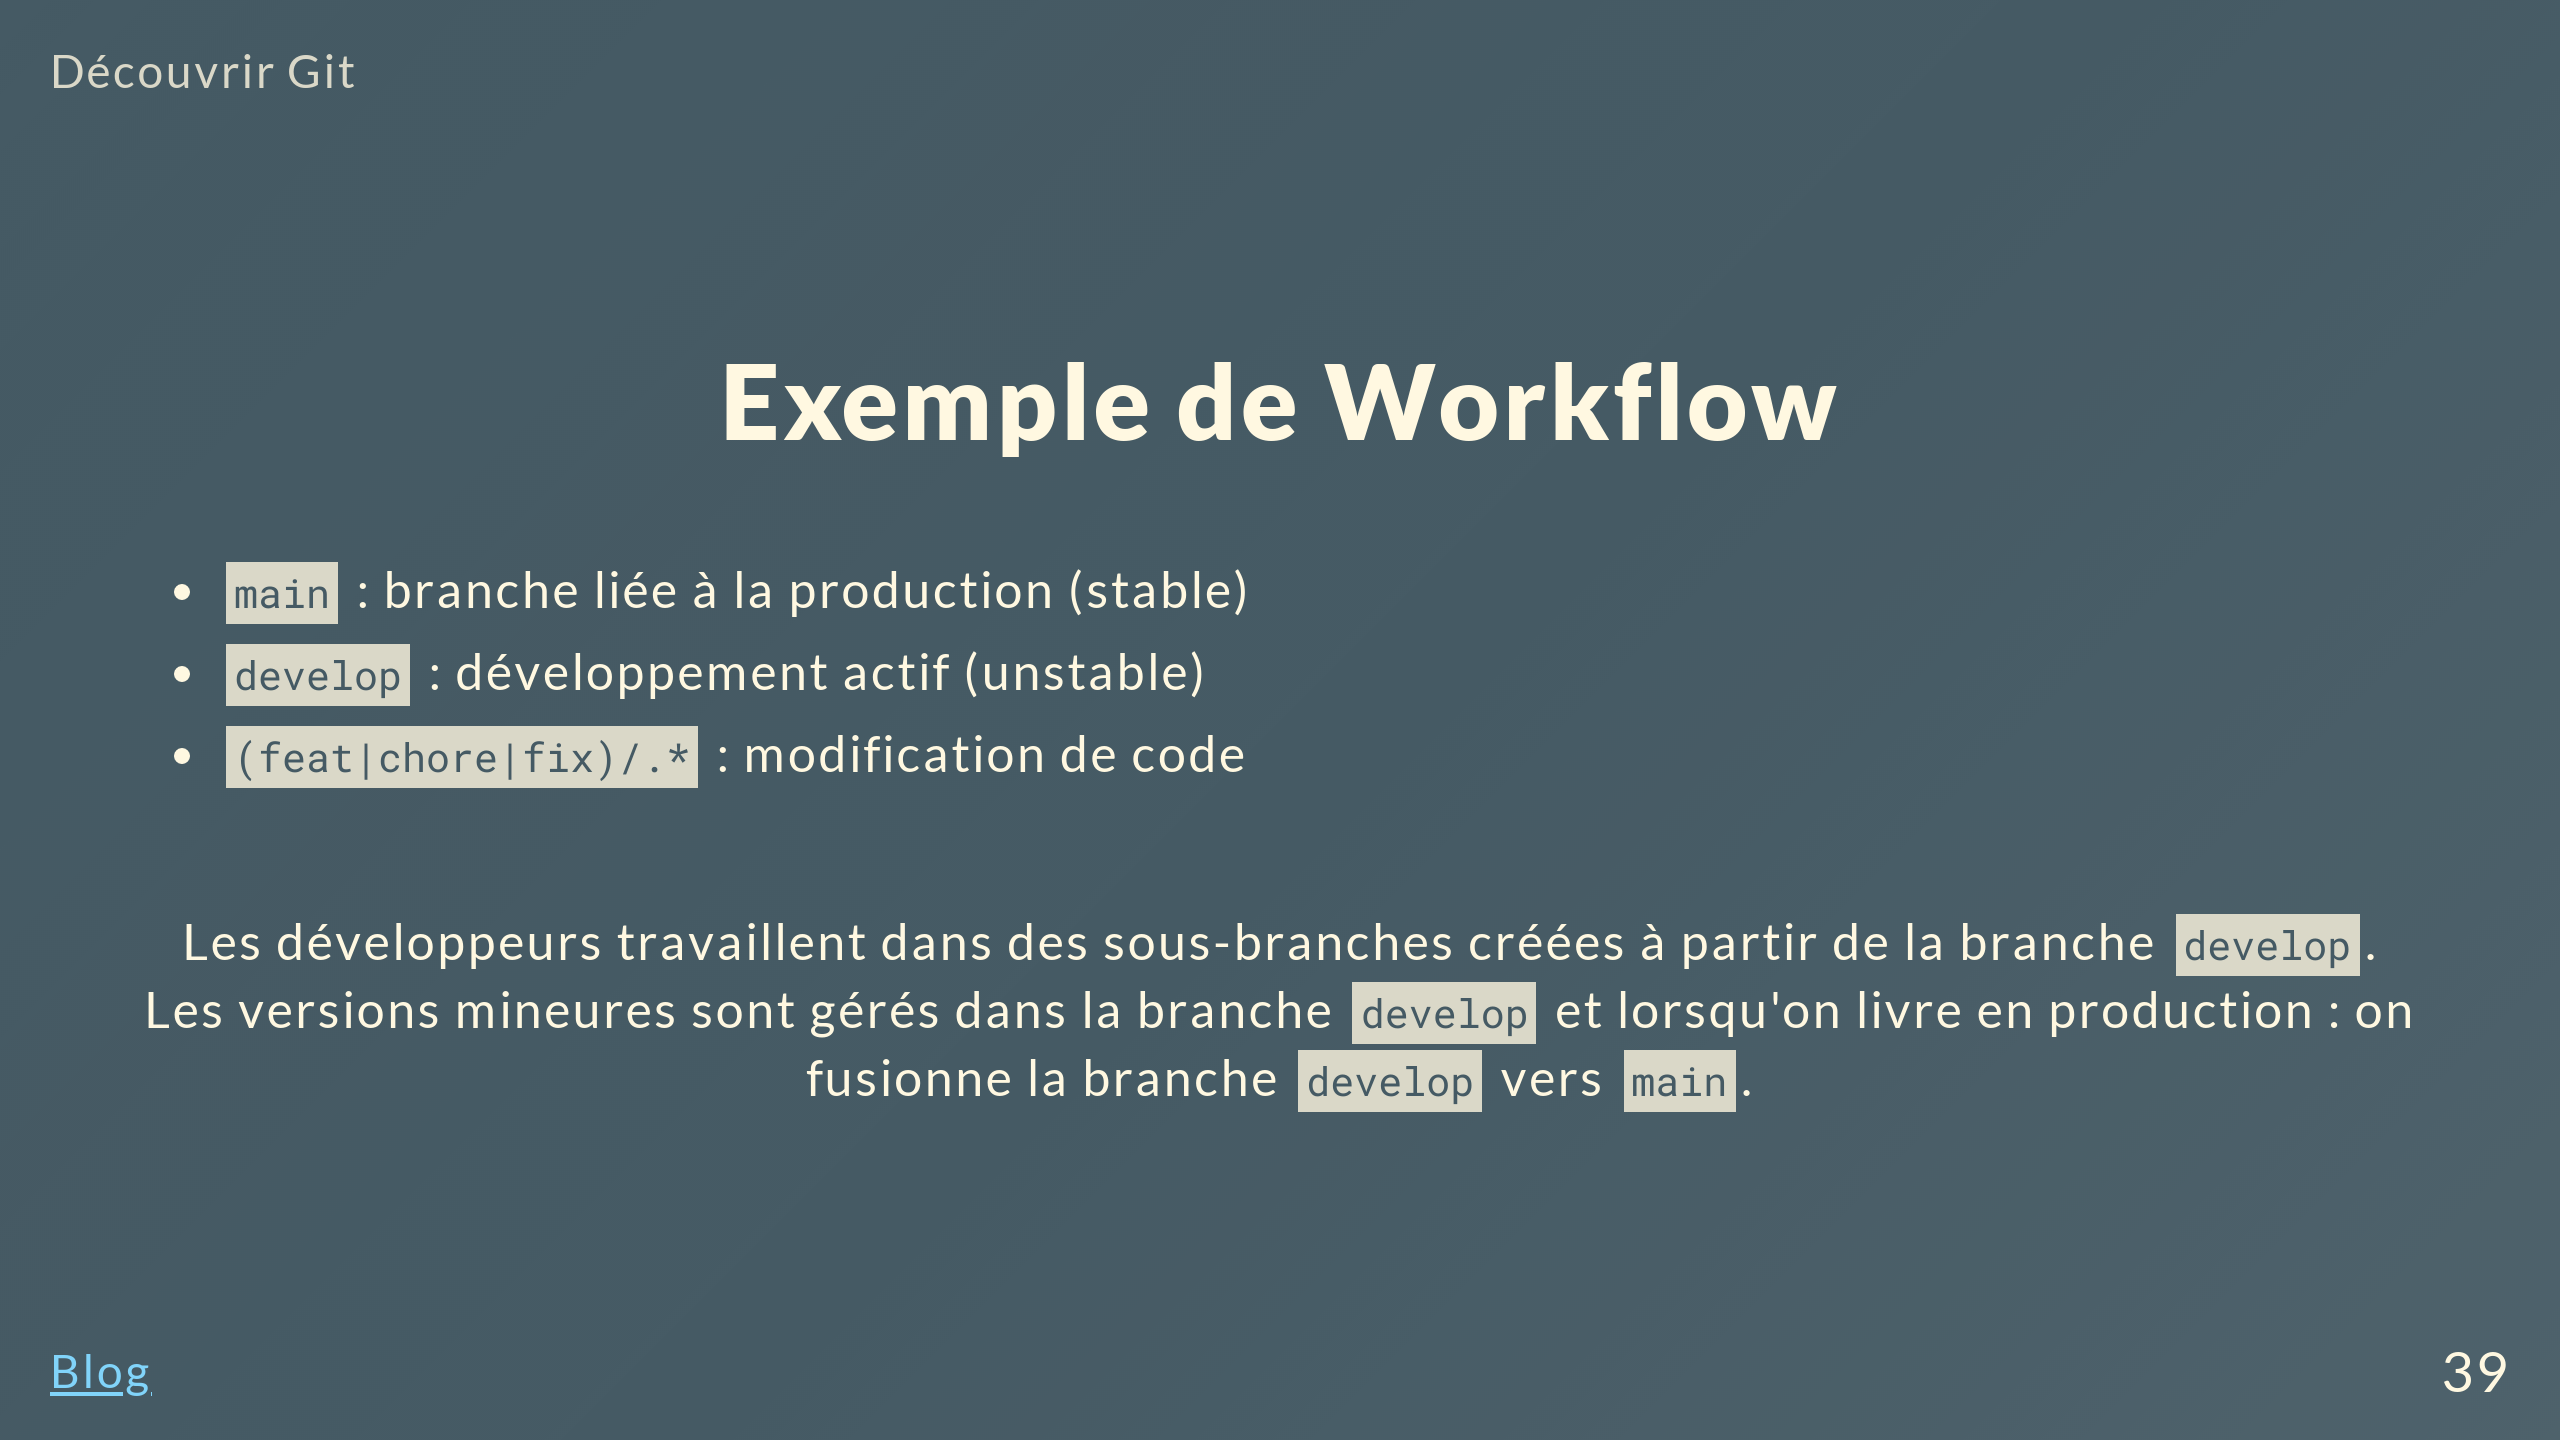 Découvrir Git
Exemple de Workflow
• main : branche liée à la production (stable)
• develop : développement actif (unstable)
• (feat|chore|fix)/.* : modification de code
Les développeurs travaillent dans des sous-branches créées à partir de la branche develop.
Les versions mineures sont gérés dans la branche develop et lorsqu'on livre en production : on
fusionne la branche develop vers main.
Blog
39